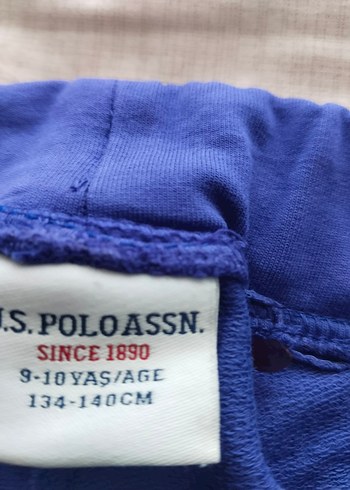 U.S. POLO ASSN.
SINCE 1890
9-10 YAŞ/AGE
134-140CM